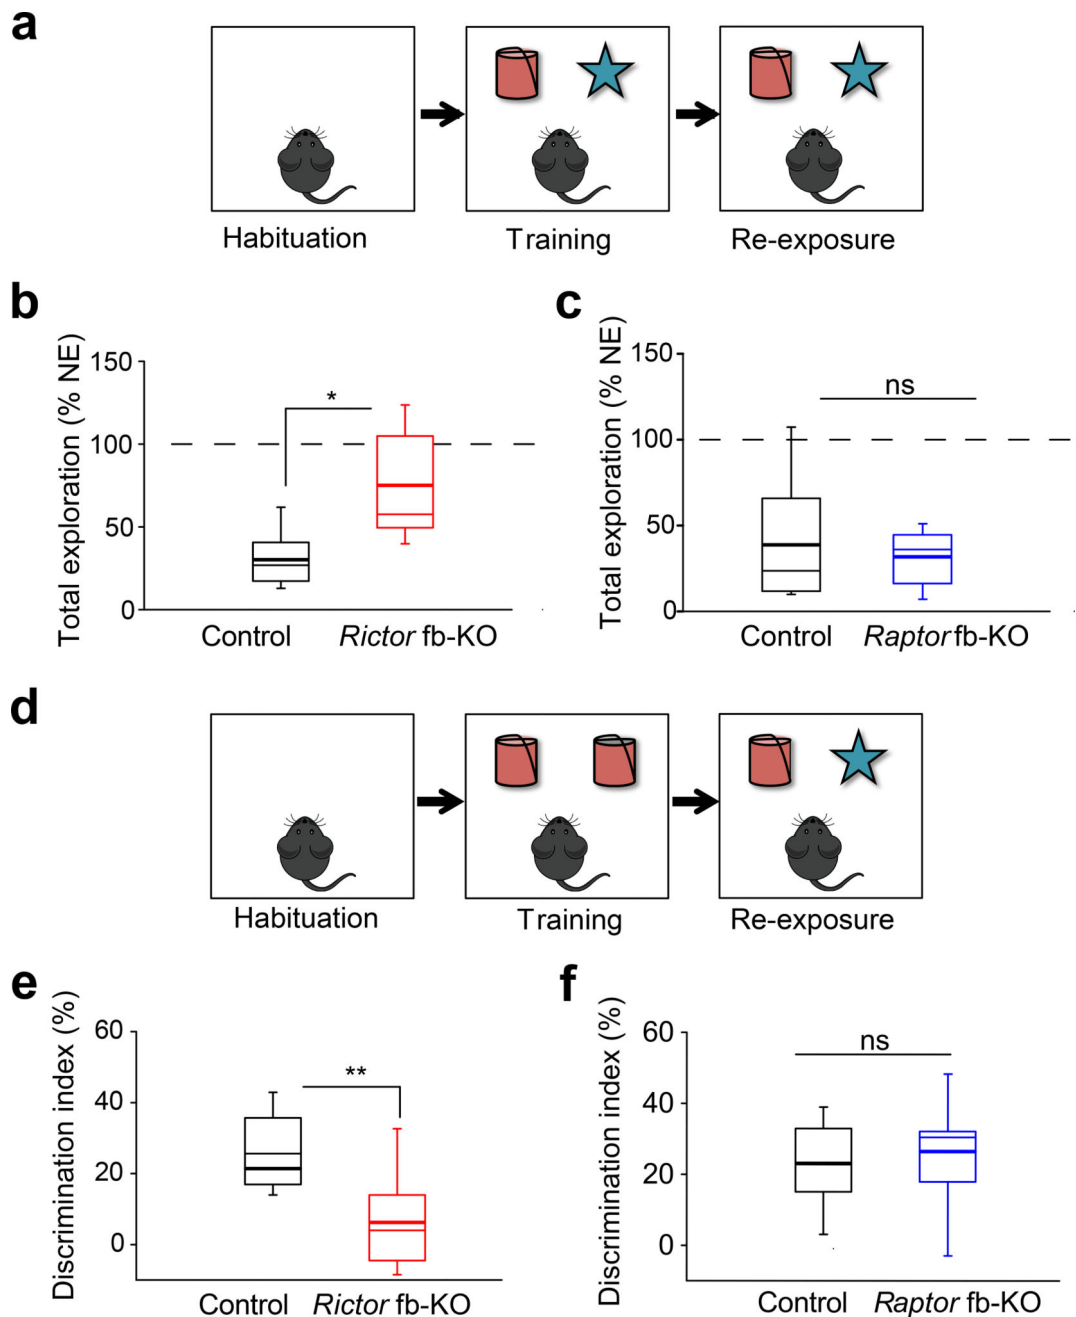 a
Habituation
Training
Re-exposure
b
Total exploration (% NE)
150
100
50
0
*
Control
Rictor fb-KO
c
Total exploration (% NE)
150
100
50
0
ns
Control
Raptor fb-KO
d
Habituation
Training
Re-exposure
e
Discrimination index (%)
60
40
20
0
**
Control
Rictor fb-KO
f
Discrimination index (%)
60
40
20
0
ns
Control
Raptor fb-KO